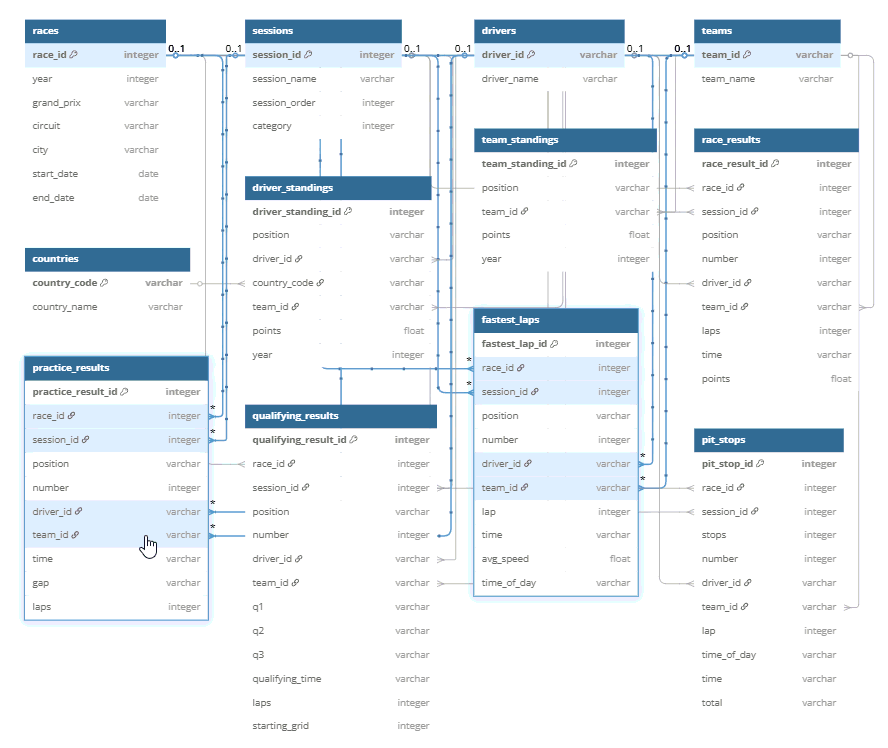 races
race_id integer
year integer
grand_prix varchar
circuit varchar
city varchar
start_date date
end_date date
0..1
0..1
sessions
session_id integer
session_name varchar
session_order integer
category integer
0..1
0..1
drivers
driver_id varchar
driver_name varchar
0..1
0..1
teams
team_id varchar
team_name varchar
team_standings
team_standing_id integer
position varchar
team_id varchar
points float
year integer
race_results
race_result_id integer
race_id integer
session_id integer
position varchar
number integer
driver_id varchar
team_id varchar
laps integer
time varchar
points float
driver_standings
driver_standing_id integer
position varchar
driver_id varchar
country_code varchar
team_id varchar
points float
year integer
countries
country_code varchar
country_name varchar
fastest_laps
fastest_lap_id integer
* race_id integer
* session_id integer
position varchar
number integer
driver_id varchar *
team_id varchar *
lap integer
time varchar
avg_speed float
time_of_day varchar
practice_results
practice_result_id integer
race_id integer *
session_id integer *
position varchar
number integer
driver_id varchar *
team_id varchar *
time varchar
gap varchar
laps integer
qualifying_results
qualifying_result_id integer
race_id integer
session_id integer
position varchar
number integer
driver_id varchar
team_id varchar
q1 varchar
q2 varchar
q3 varchar
qualifying_time varchar
laps integer
starting_grid integer
pit_stops
pit_stop_id integer
race_id integer
session_id integer
stops integer
number integer
driver_id varchar
team_id varchar
lap integer
time_of_day varchar
time varchar
total varchar